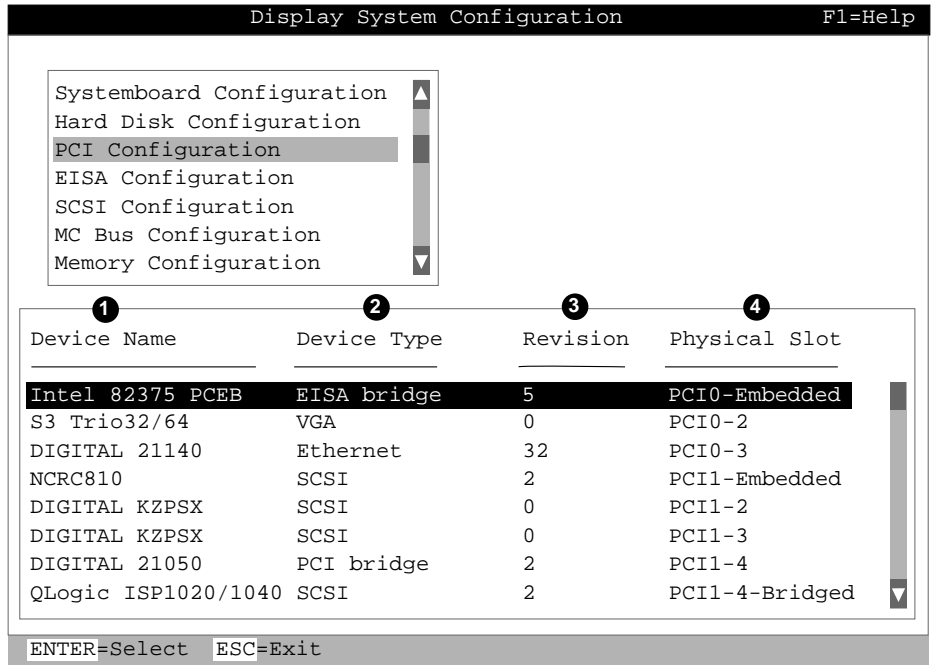 Display System Configuration F1=Help
Systemboard Configuration
Hard Disk Configuration
PCI Configuration
EISA Configuration
SCSI Configuration
MC Bus Configuration
Memory Configuration
1 2 3 4
Device Name Device Type Revision Physical Slot
Intel 82375 PCEB EISA bridge 5 PCI0-Embedded
S3 Trio32/64 VGA 0 PCI0-2
DIGITAL 21140 Ethernet 32 PCI0-3
NCRC810 SCSI 2 PCI1-Embedded
DIGITAL KZPSX SCSI 0 PCI1-2
DIGITAL KZPSX SCSI 0 PCI1-3
DIGITAL 21050 PCI bridge 2 PCI1-4
QLogic ISP1020/1040 SCSI 2 PCI1-4-Bridged
ENTER=Select ESC=Exit